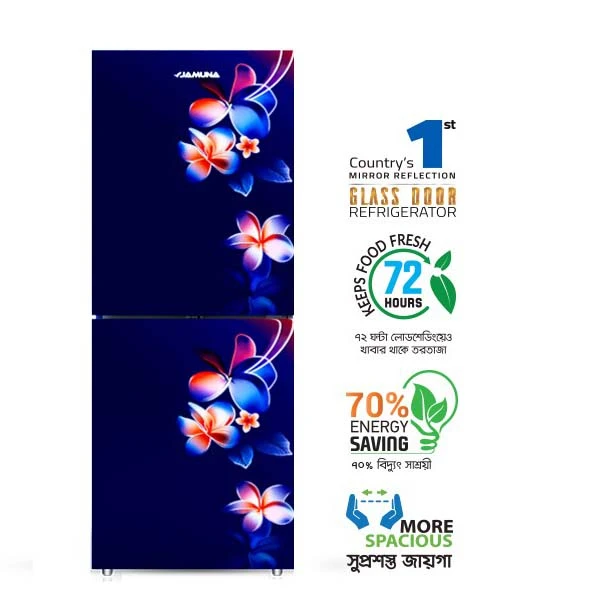 JAMUNA
Country's 1st
MIRROR REFLECTION
GLASS DOOR
REFRIGERATOR
KEEPS FOOD FRESH
72
HOURS
৭২ ঘন্টা লোডশেডিংয়েও
খাবার থাকে তরতাজা
70%
ENERGY
SAVING
৭০% বিদ্যুৎ সাশ্রয়ী
MORE
SPACIOUS
সুপ্রশস্ত জায়গা